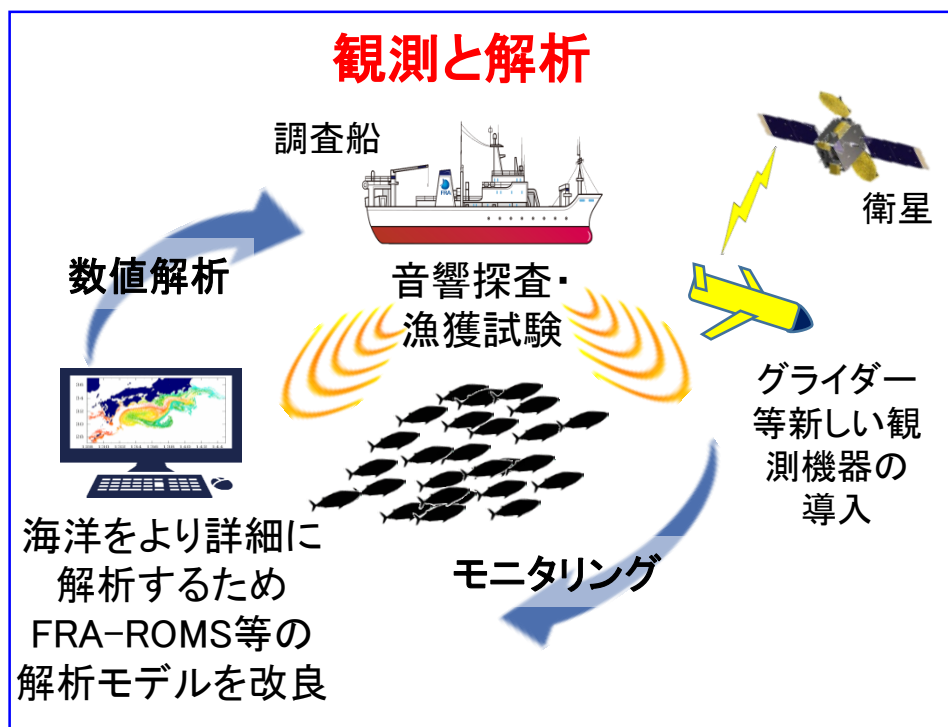 観測と解析
調査船
FRA
衛星
数値解析
音響探査・
漁獲試験
グライダー
等新しい観
測機器の
導入
モニタリング
海洋をより詳細に
解析するため
FRA-ROMS等の
解析モデルを改良